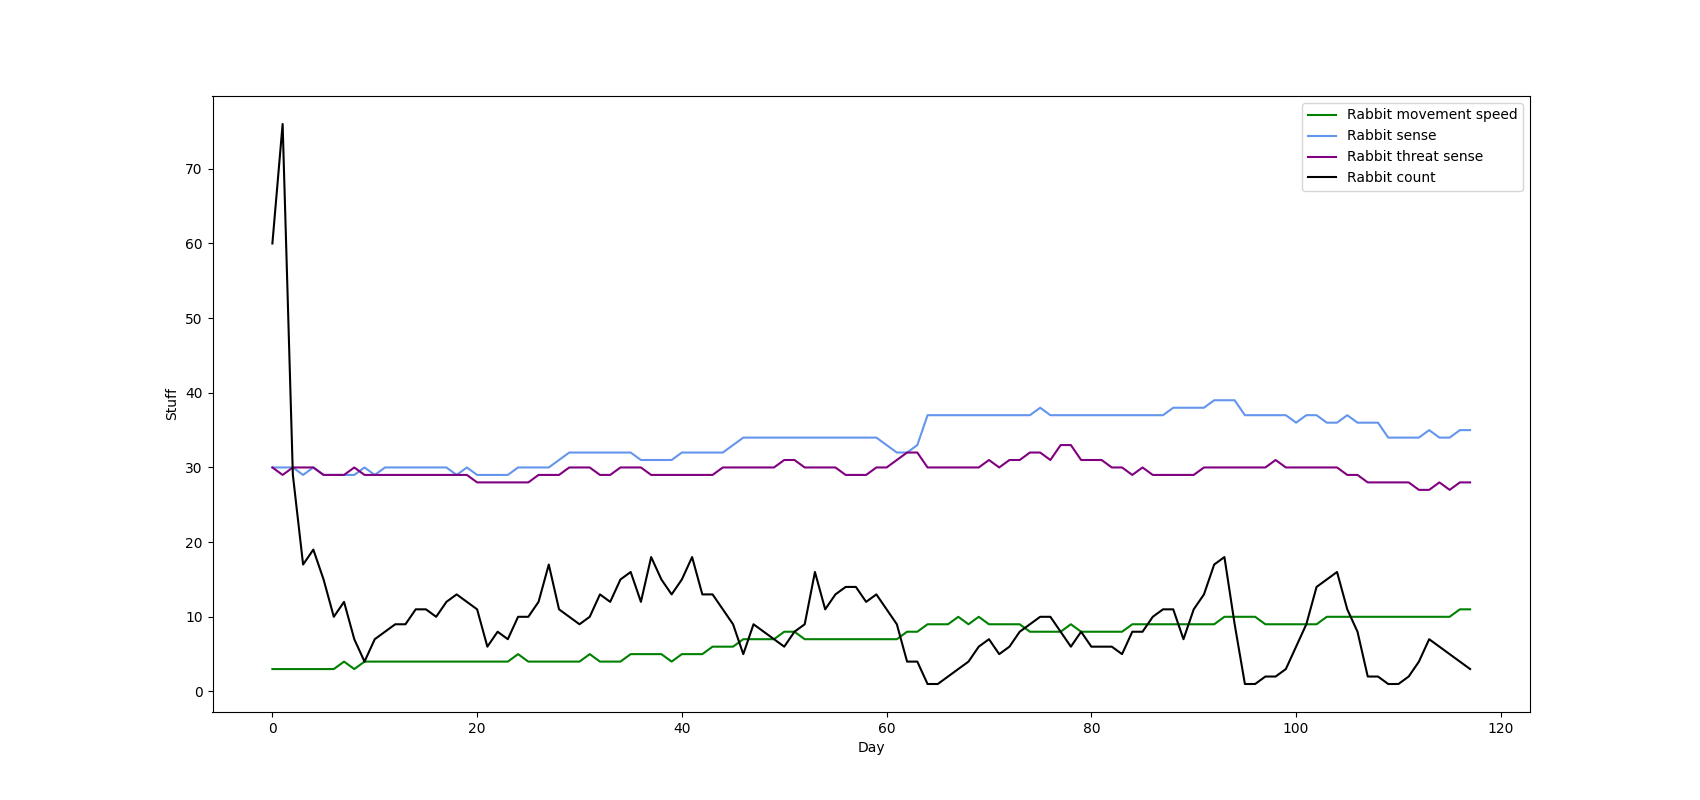 Rabbit movement speed
Rabbit sense
Rabbit threat sense
Rabbit count
70
60
50
40
30
20
10
0
Stuff
0 20 40 60 80 100 120
Day